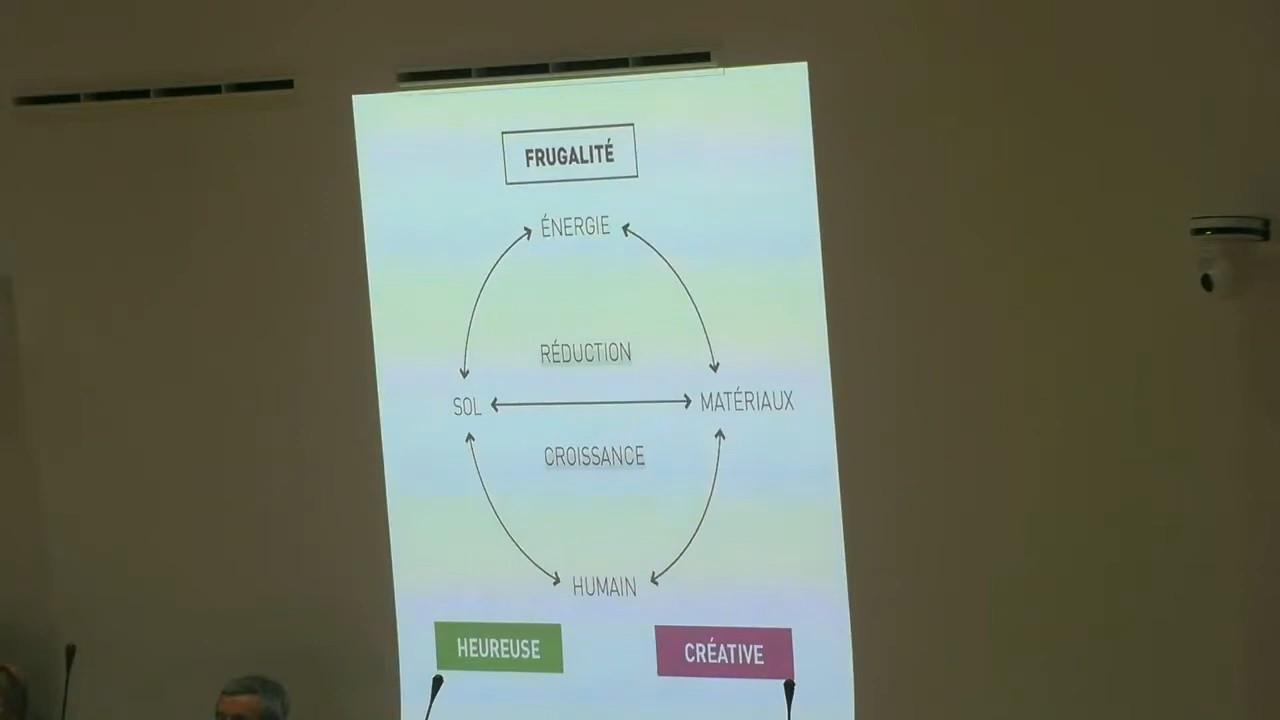 FRUGALITÉ
ÉNERGIE
RÉDUCTION
SOL MATÉRIAUX
CROISSANCE
HUMAIN
HEUREUSE CRÉATIVE